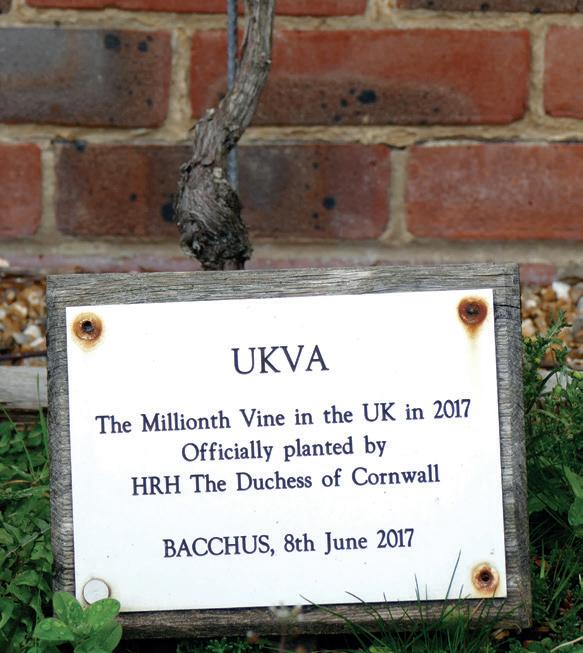 UKVA
The Millionth Vine in the UK in 2017
Officially planted by
HRH The Duchess of Cornwall
BACCHUS, 8th June 2017